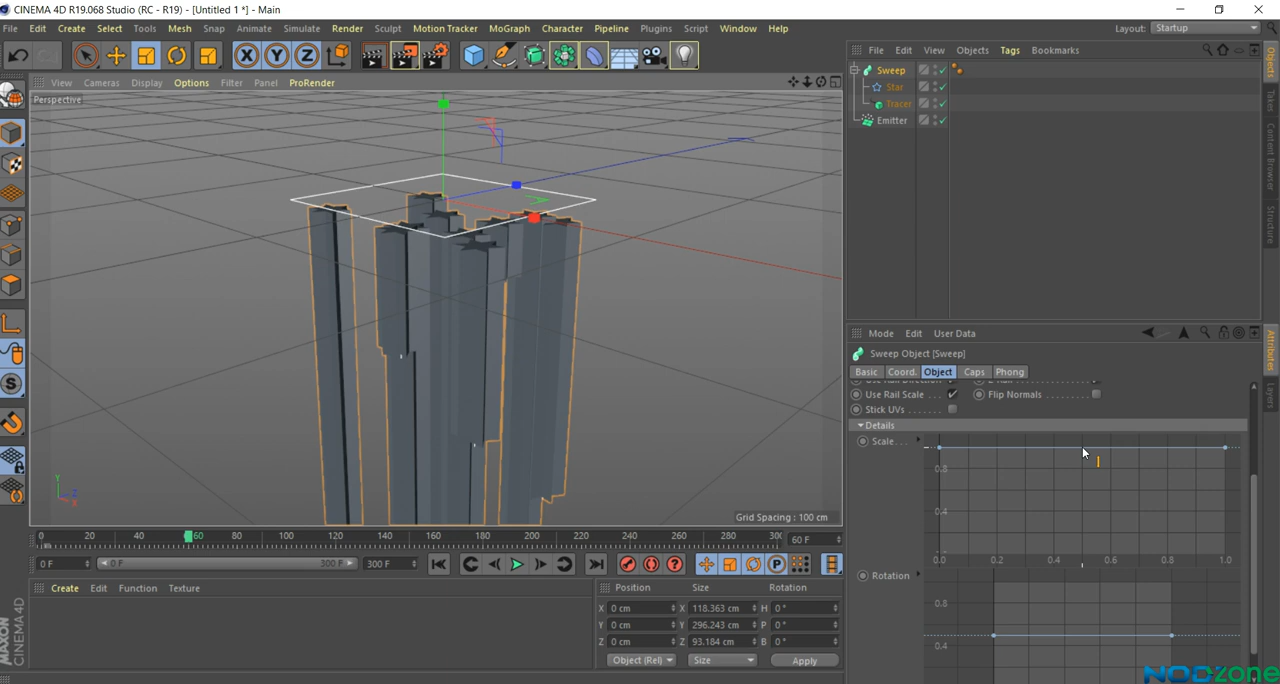 CINEMA 4D R19.068 Studio (RC - R19) - [Untitled 1 *] - Main
File Edit Create Select Tools Mesh Snap Animate Simulate Render Sculpt Motion Tracker MoGraph Character Pipeline Plugins Script Window Help
Layout: Startup
View Cameras Display Options Filter Panel ProRender
Perspective
File Edit View Objects Tags Bookmarks
Sweep
Star
Tracer
Emitter
Objects
Takes
Content Browser
Structure
Mode Edit User Data
Sweep Object [Sweep]
Basic Coord. Object Caps Phong
Attributes
Layers
Use Rail Scale Flip Normals
Stick UVs
Details
Scale
0.8
0.4
0.0 0.2 0.4 0.6 0.8 1.0
Rotation
0.8
0.4
Grid Spacing : 100 cm
0 20 40 60 80 100 120 140 160 180 200 220 240 260 280 60 F
0 F 0 F 300 F 300 F
Create Edit Function Texture
Position Size Rotation
X 0 cm X 118.363 cm H 0 °
Y 0 cm Y 296.243 cm P 0 °
Z 0 cm Z 93.184 cm B 0 °
Object (Rel) Size Apply
MAXON
CINEMA 4D
NODzone